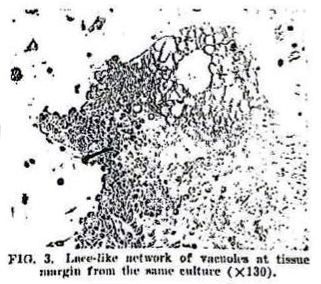 FIG. 3. Lace-like network of vacuoles at tissue
margin from the same culture (×130).